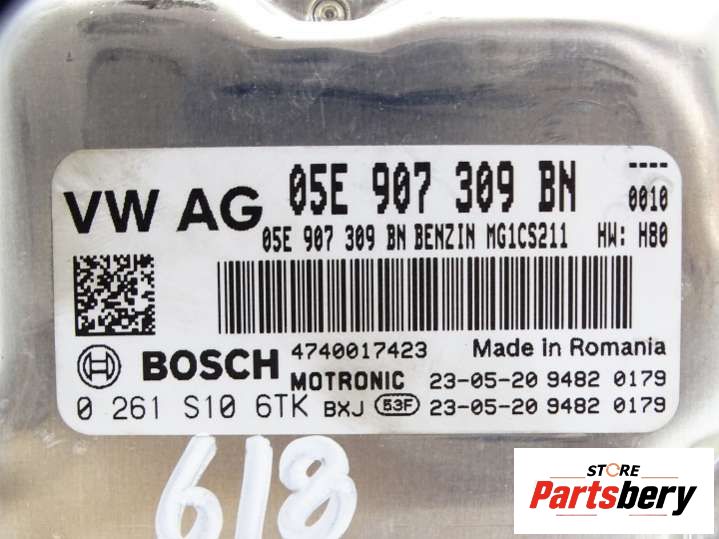 VW AG 05E 907 309 BN ----
0010
05E 907 309 BN BENZIN MG1CS211 HW: H80
BOSCH 4740017423 Made in Romania
MOTRONIC 23-05-20 9482 0179
0 261 S10 6TK BXJ 53F 23-05-20 9482 0179
618
STORE
Partsbery